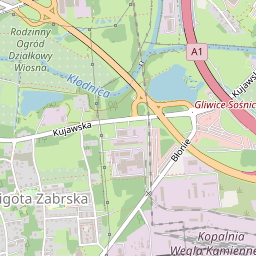 Rodzinny
Ogród
Działkowy
Wiosna
Kłodnica
A1
Kujawska
Gliwice Sośnic
Kujawska
Błonie
igota Zabrska
Kopalnia
Węgla Kamienne